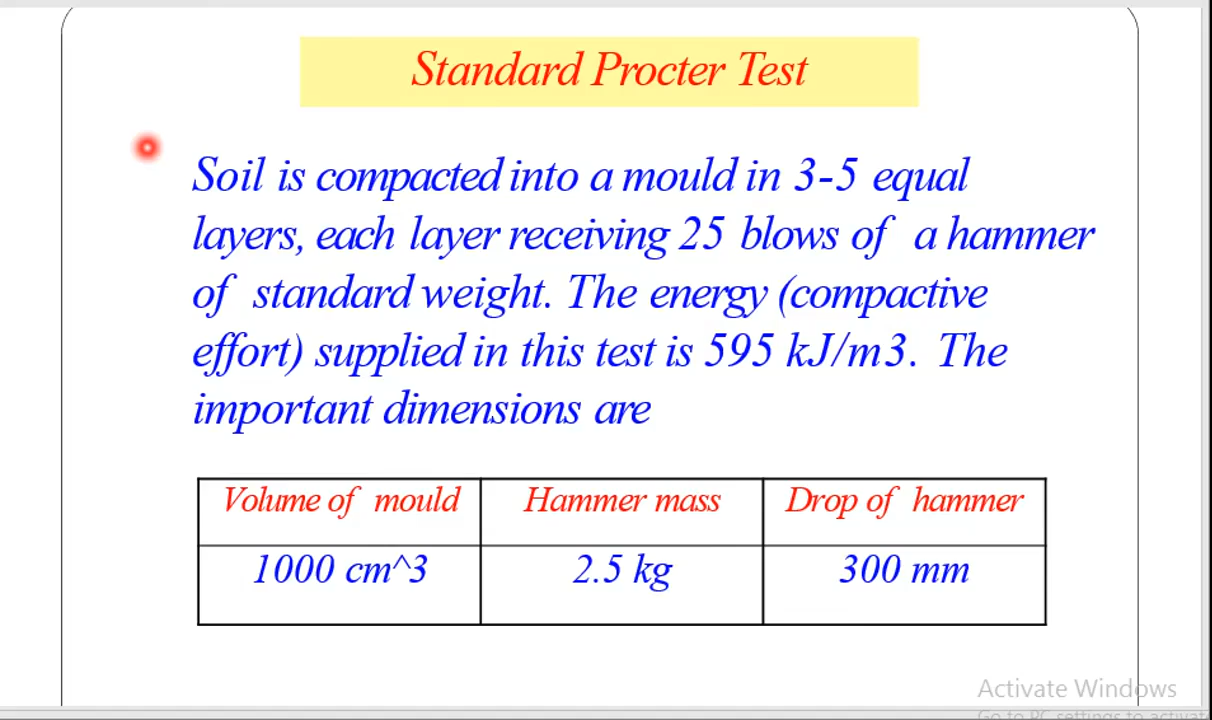 Standard Procter Test
Soil is compacted into a mould in 3-5 equal
layers, each layer receiving 25 blows of a hammer
of standard weight. The energy (compactive
effort) supplied in this test is 595 kJ/m3. The
important dimensions are
Volume of mould Hammer mass Drop of hammer
1000 cm^3 2.5 kg 300 mm
Activate Windows
Go to PC settings to activat